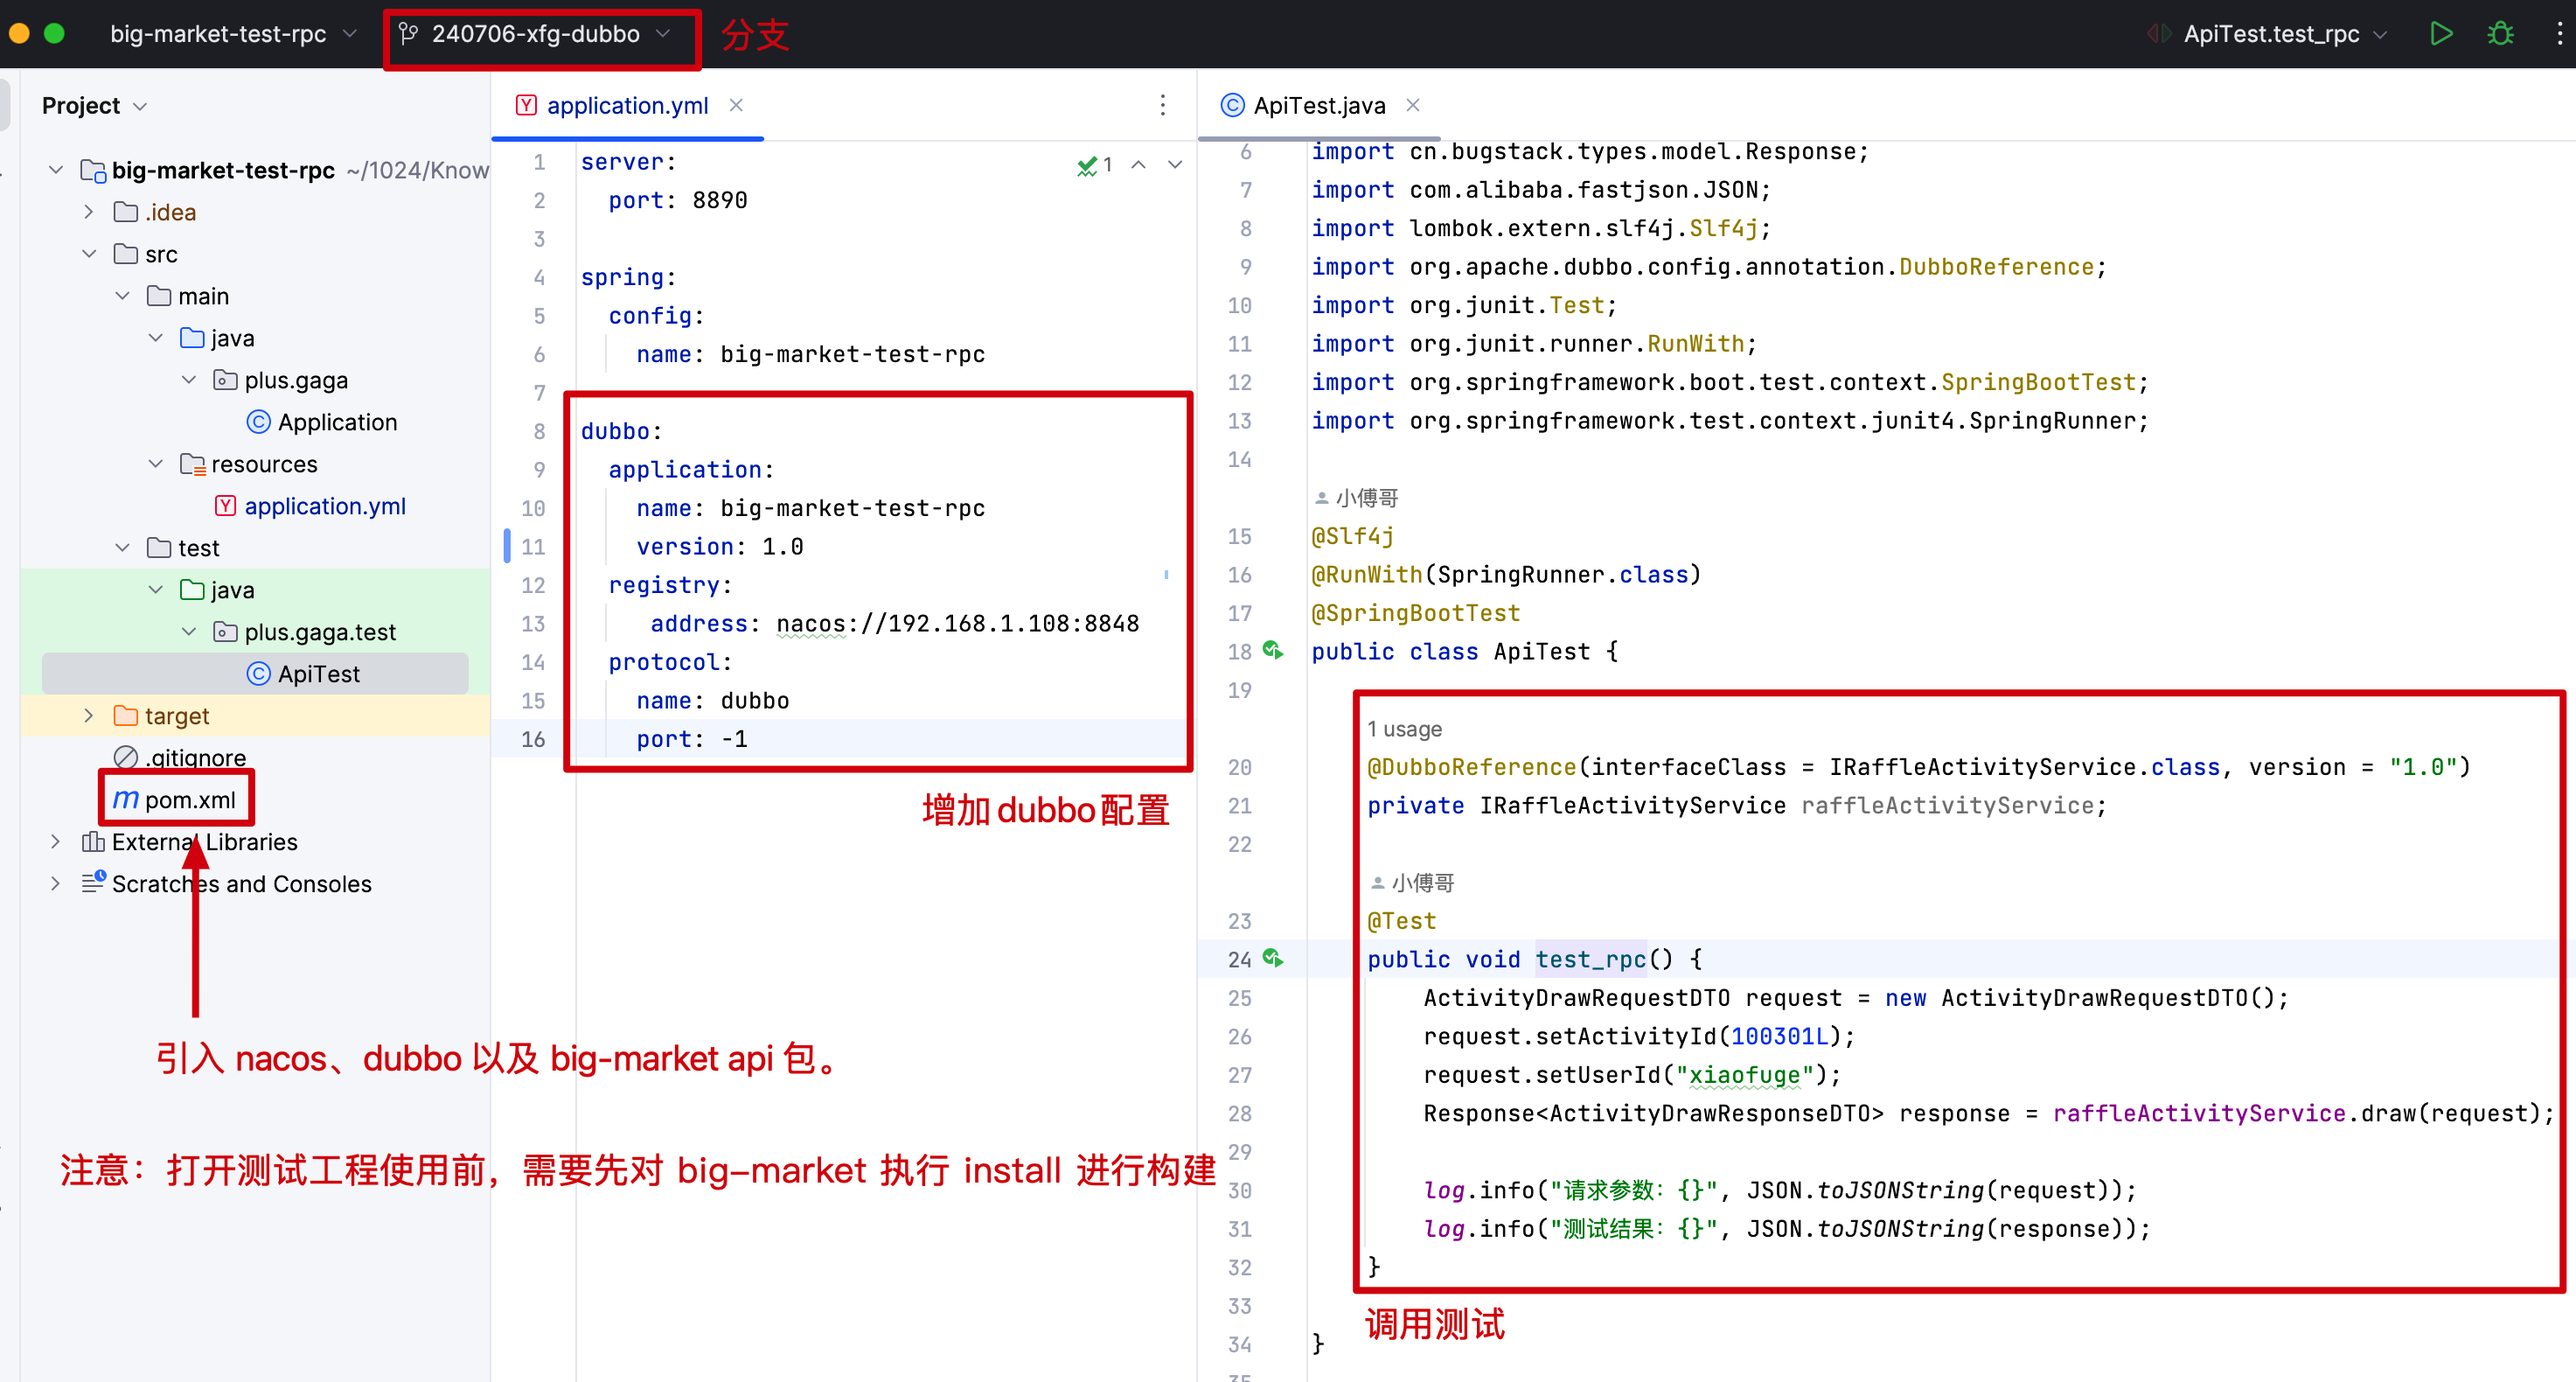 big-market-test-rpc
240706-xfg-dubbo
分支
ApiTest.test_rpc
Project
big-market-test-rpc ~/1024/Know
.idea
src
main
java
plus.gaga
Application
resources
application.yml
test
java
plus.gaga.test
ApiTest
target
.gitignore
pom.xml
External Libraries
Scratches and Consoles
引入 nacos、dubbo 以及 big-market api 包。
注意：打开测试工程使用前，需要先对 big-market 执行 install 进行构建
application.yml
1
1 server:
2 port: 8890
3
4 spring:
5 config:
6 name: big-market-test-rpc
7
8 dubbo:
9 application:
10 name: big-market-test-rpc
11 version: 1.0
12 registry:
13 address: nacos://192.168.1.108:8848
14 protocol:
15 name: dubbo
16 port: -1
增加 dubbo 配置
ApiTest.java
6 import cn.bugstack.types.model.Response;
7 import com.alibaba.fastjson.JSON;
8 import lombok.extern.slf4j.Slf4j;
9 import org.apache.dubbo.config.annotation.DubboReference;
10 import org.junit.Test;
11 import org.junit.runner.RunWith;
12 import org.springframework.boot.test.context.SpringBootTest;
13 import org.springframework.test.context.junit4.SpringRunner;
14
小傅哥
15 @Slf4j
16 @RunWith(SpringRunner.class)
17 @SpringBootTest
18 public class ApiTest {
19
1 usage
20 @DubboReference(interfaceClass = IRaffleActivityService.class, version = "1.0")
21 private IRaffleActivityService raffleActivityService;
22
小傅哥
23 @Test
24 public void test_rpc() {
25 ActivityDrawRequestDTO request = new ActivityDrawRequestDTO();
26 request.setActivityId(100301L);
27 request.setUserId("xiaofuge");
28 Response<ActivityDrawResponseDTO> response = raffleActivityService.draw(request);
29
30 log.info("请求参数：{}", JSON.toJSONString(request));
31 log.info("测试结果：{}", JSON.toJSONString(response));
32 }
33
调用测试
34 }
35